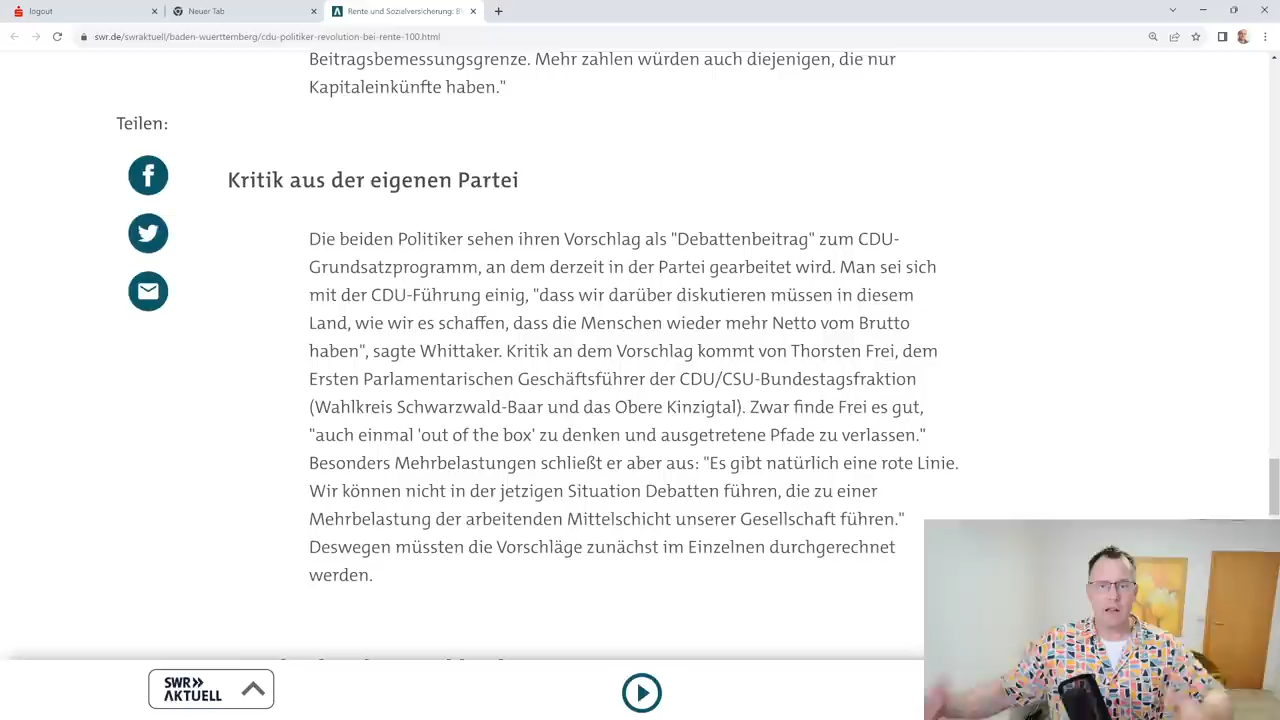 logout
Neuer Tab
Rente und Sozialversicherung: B
swr.de/swraktuell/baden-wuerttemberg/cdu-politiker-revolution-bei-rente-100.html
Beitragsbemessungsgrenze. Mehr zahlen würden auch diejenigen, die nur
Kapitaleinkünfte haben."
Teilen:
Kritik aus der eigenen Partei
Die beiden Politiker sehen ihren Vorschlag als "Debattenbeitrag" zum CDU-
Grundsatzprogramm, an dem derzeit in der Partei gearbeitet wird. Man sei sich
mit der CDU-Führung einig, "dass wir darüber diskutieren müssen in diesem
Land, wie wir es schaffen, dass die Menschen wieder mehr Netto vom Brutto
haben", sagte Whittaker. Kritik an dem Vorschlag kommt von Thorsten Frei, dem
Ersten Parlamentarischen Geschäftsführer der CDU/CSU-Bundestagsfraktion
(Wahlkreis Schwarzwald-Baar und das Obere Kinzigtal). Zwar finde Frei es gut,
"auch einmal 'out of the box' zu denken und ausgetretene Pfade zu verlassen."
Besonders Mehrbelastungen schließt er aber aus: "Es gibt natürlich eine rote Linie.
Wir können nicht in der jetzigen Situation Debatten führen, die zu einer
Mehrbelastung der arbeitenden Mittelschicht unserer Gesellschaft führen."
Deswegen müssten die Vorschläge zunächst im Einzelnen durchgerechnet
werden.
SWR»
AKTUELL